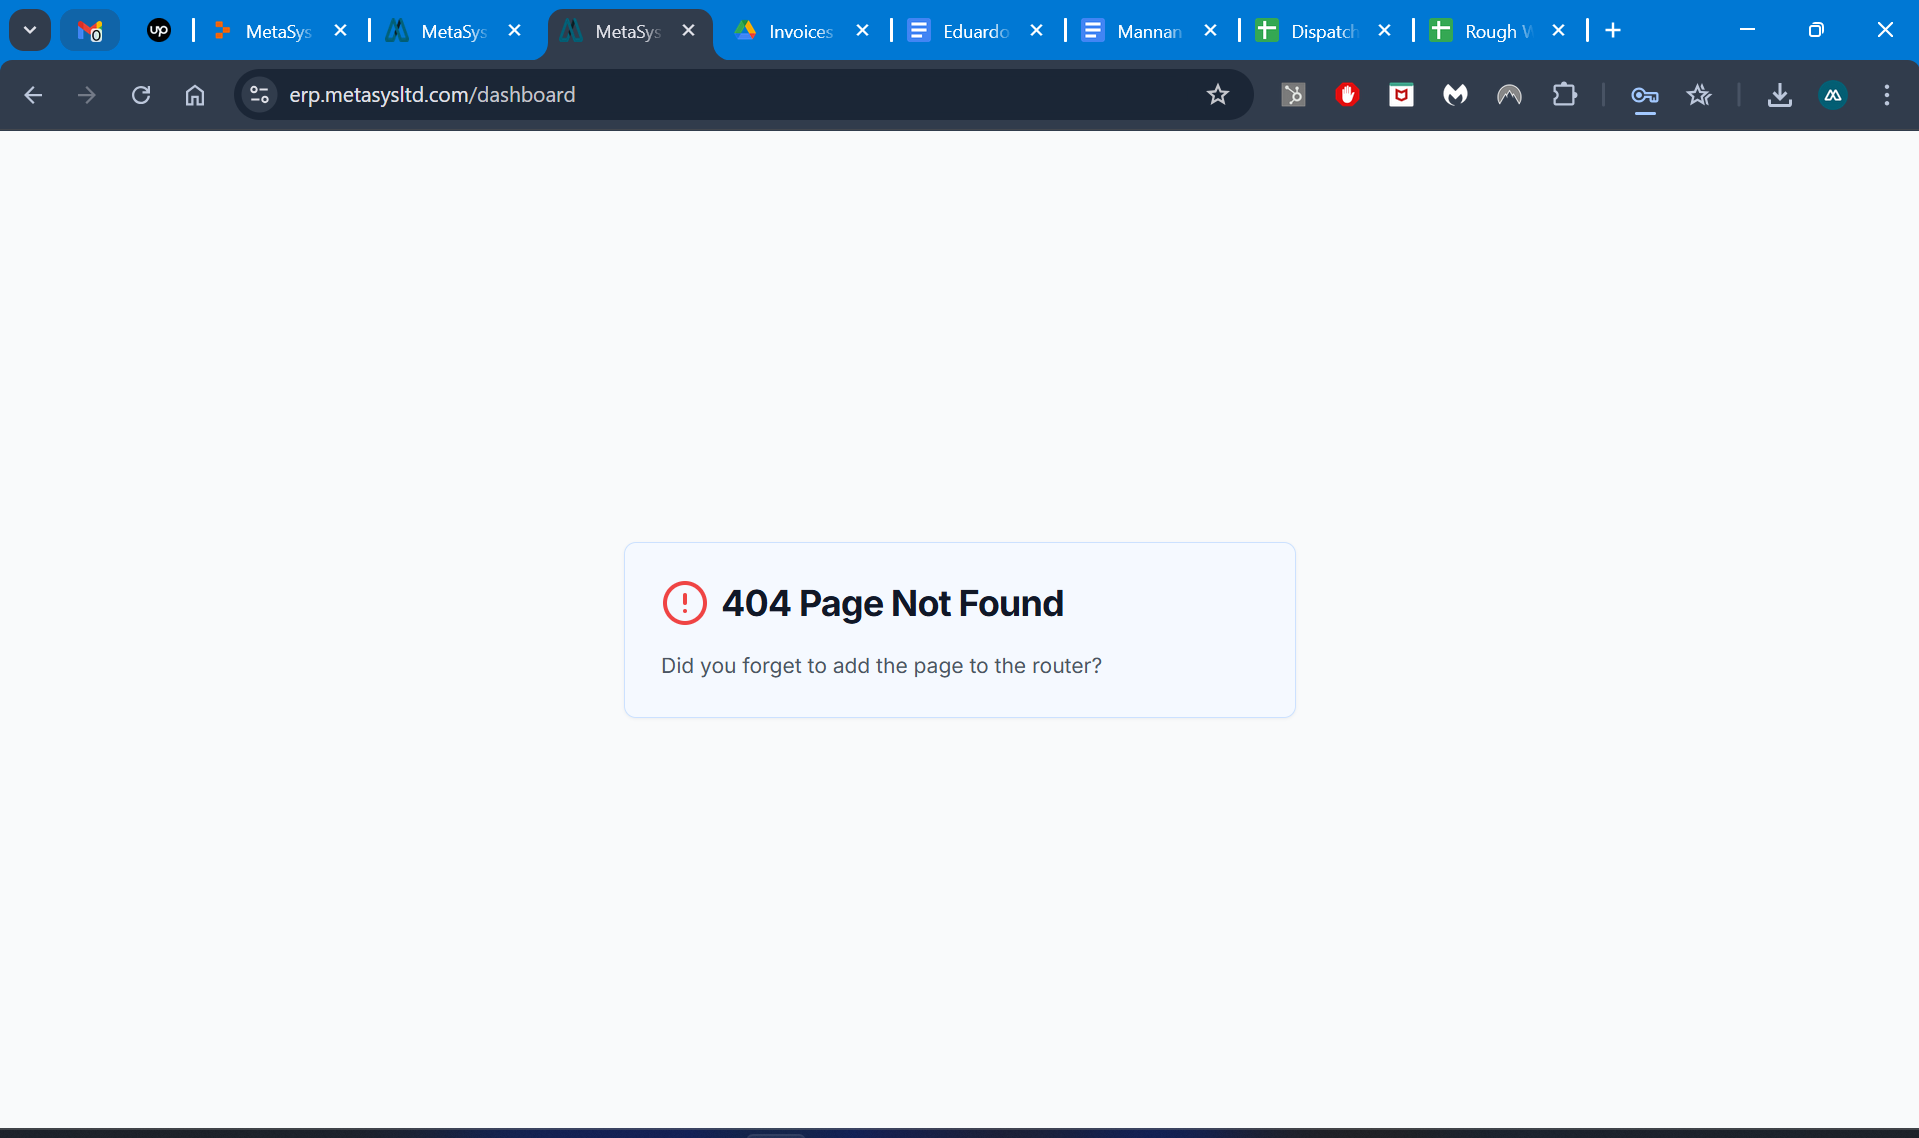 0
up
MetaSys
MetaSys
MetaSys
Invoices
Eduardo
Mannan
Dispatch
Rough
erp.metasysltd.com/dashboard
404 Page Not Found
Did you forget to add the page to the router?